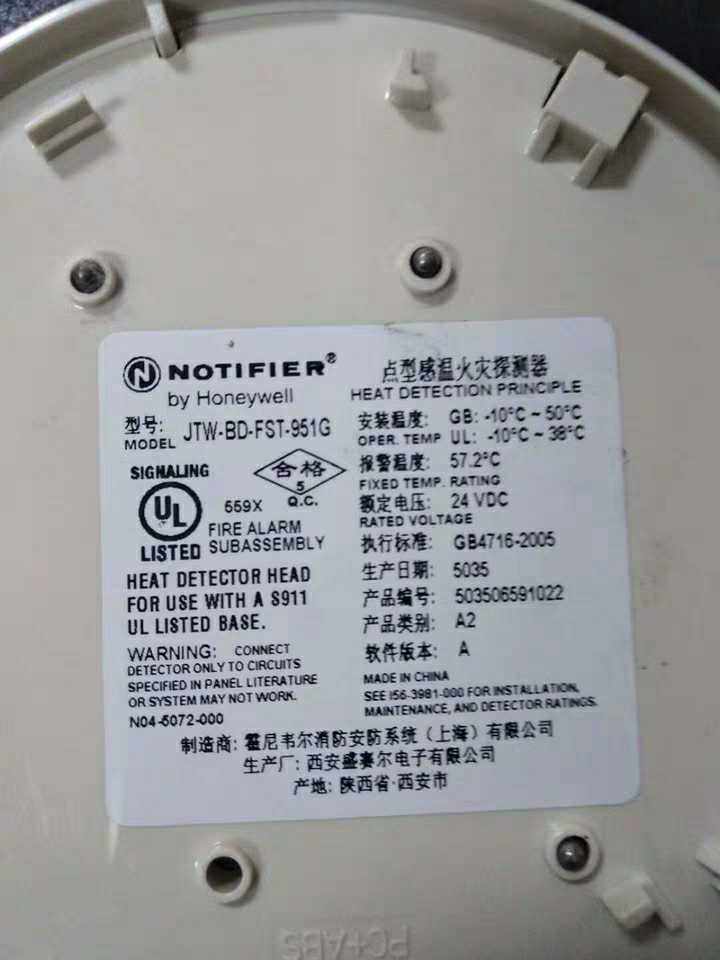 NOTIFIER®
by Honeywell
型号: JTW-BD-FST-951G
MODEL
SIGNALING
UL
LISTED
合格
5
Q.C.
559X
FIRE ALARM
SUBASSEMBLY
HEAT DETECTOR HEAD
FOR USE WITH A S911
UL LISTED BASE.
WARNING: CONNECT
DETECTOR ONLY TO CIRCUITS
SPECIFIED IN PANEL LITERATURE
OR SYSTEM MAY NOT WORK.
N04-5072-000
点型感温火灾探测器
HEAT DETECTION PRINCIPLE
安装温度: GB: -10°C ~ 50°C
OPER. TEMP UL: -10°C ~ 38°C
报警温度: 57.2°C
FIXED TEMP. RATING
额定电压: 24 VDC
RATED VOLTAGE
执行标准: GB4716-2005
生产日期: 5035
产品编号: 503506591022
产品类别: A2
软件版本: A
MADE IN CHINA
SEE I56-3981-000 FOR INSTALLATION,
MAINTENANCE, AND DETECTOR RATINGS.
制造商: 霍尼韦尔消防安防系统（上海）有限公司
生产厂: 西安盛赛尔电子有限公司
产地: 陕西省·西安市
PC+ABS